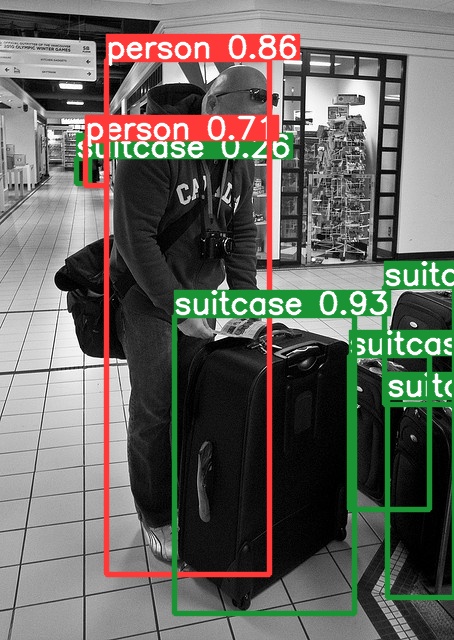 person 0.86
2010 OLYMPIC WINTER GAMES
person 0.71
suitcase 0.26
CANADA
suitcase 0.93
suitc
suitcas
suitc